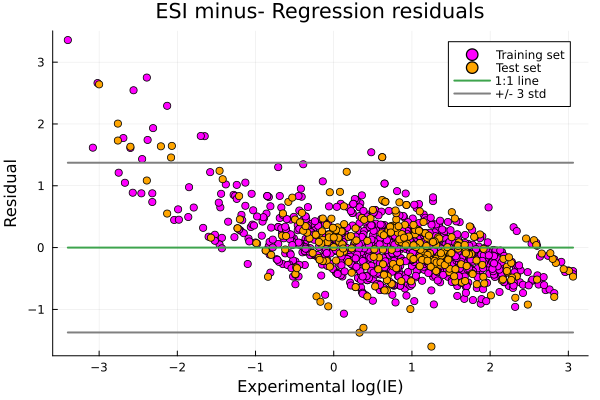 ESI minus- Regression residuals
Training set
Test set
1:1 line
+/- 3 std
Residual
3
2
1
0
−1
−3
−2
−1
0
1
2
3
Experimental log(IE)